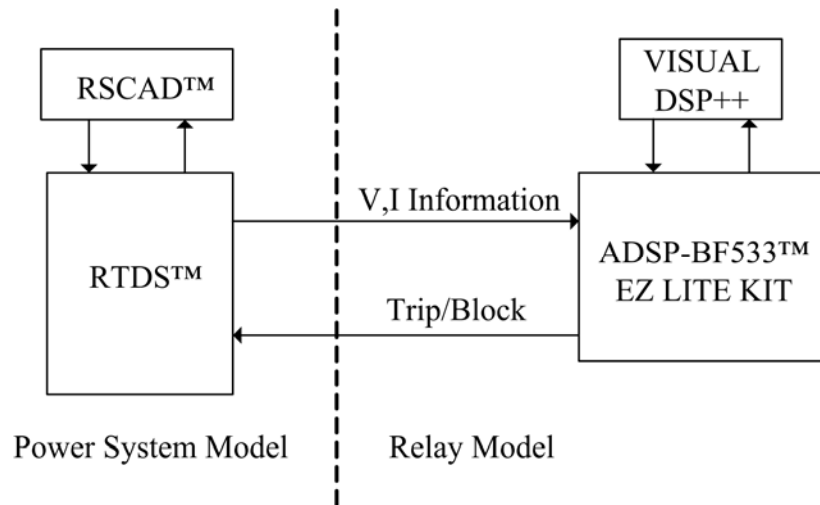 RSCAD™
VISUAL
DSP++
V,I Information
RTDS™
ADSP-BF533™
EZ LITE KIT
Trip/Block
Power System Model
Relay Model